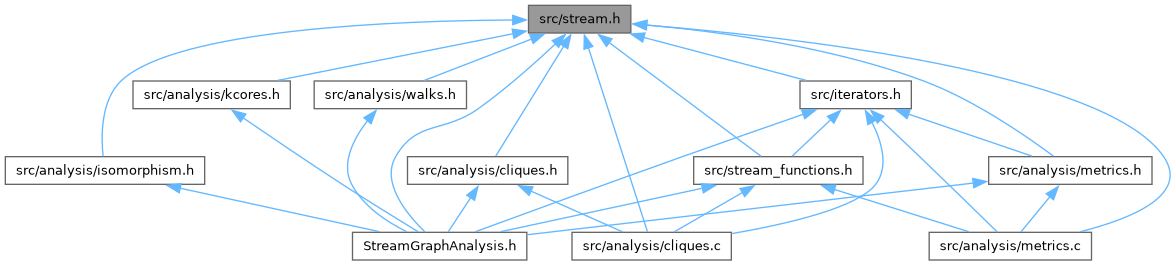 src/stream.h
src/analysis/kcores.h
src/analysis/walks.h
src/iterators.h
src/analysis/isomorphism.h
src/analysis/cliques.h
src/stream_functions.h
src/analysis/metrics.h
StreamGraphAnalysis.h
src/analysis/cliques.c
src/analysis/metrics.c